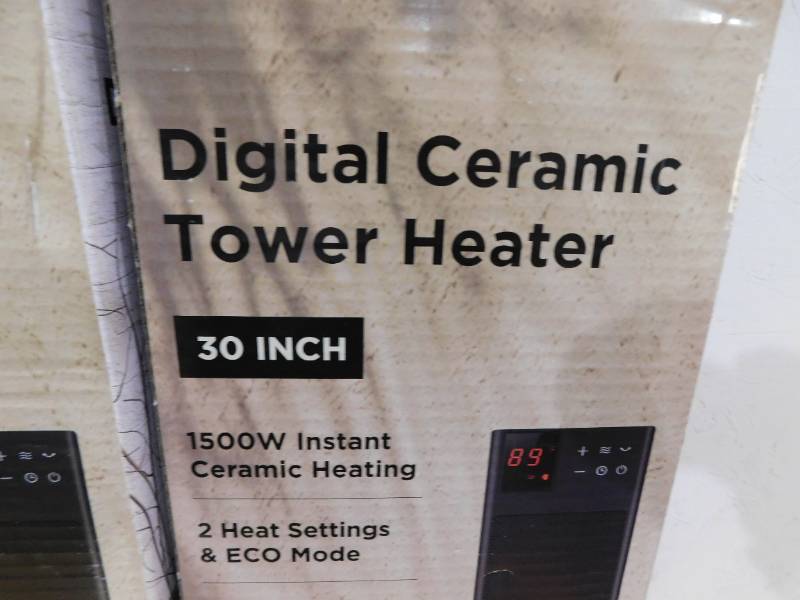 Digital Ceramic
Tower Heater
30 INCH
1500W Instant
Ceramic Heating
2 Heat Settings
& ECO Mode
89